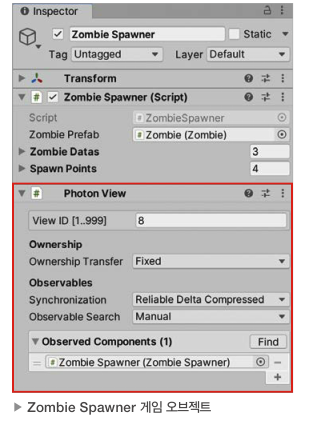 Inspector
Zombie Spawner Static
Tag Untagged Layer Default
Transform
# Zombie Spawner (Script)
Script # ZombieSpawner
Zombie Prefab # Zombie (Zombie)
Zombie Datas 3
Spawn Points 4
# Photon View
View ID [1..999] 8
Ownership
Ownership Transfer Fixed
Observables
Synchronization Reliable Delta Compressed
Observable Search Manual
Observed Components (1) Find
= # Zombie Spawner (Zombie Spawner) −
+
▶ Zombie Spawner 게임 오브젝트